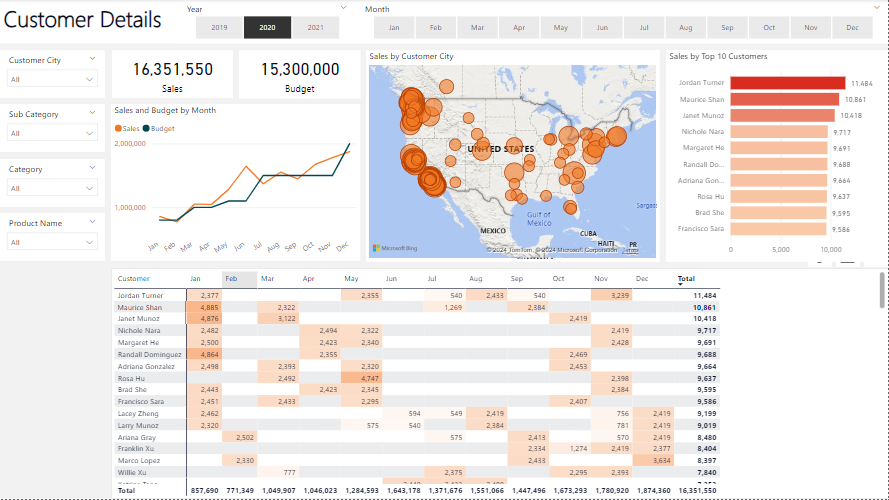 Customer Details
Year
2019 2020 2021
Month
Jan Feb Mar Apr May Jun Jul Aug Sep Oct Nov Dec
Customer City
All
Sub Category
All
Category
All
Product Name
All
16,351,550
Sales
15,300,000
Budget
Sales and Budget by Month
Sales Budget
2,000,000
1,000,000
Jan Feb Mar Apr May Jun Jul Aug Sep Oct Nov Dec
Sales by Customer City
UNITED STATES
Gulf of
Mexico
MEXICO
CUBA
HAITI
PR
Sargass
Microsoft Bing
© 2024 TomTom, © 2024 Microsoft Corporation Terms
Sales by Top 10 Customers
Jordan Turner 11,484
Maurice Shan 10,861
Janet Munoz 10,418
Nichole Nara 9,717
Margaret He 9,691
Randall Do... 9,688
Adriana Gon... 9,664
Rosa Hu 9,637
Brad She 9,595
Francisco Sara 9,586
0 5,000 10,000
Customer Jan Feb Mar Apr May Jun Jul Aug Sep Oct Nov Dec Total
Jordan Turner 2,377 2,355 540 2,433 540 3,239 11,484
Maurice Shan 4,885 2,322 1,269 2,384 10,861
Janet Munoz 4,876 3,122 2,419 10,418
Nichole Nara 2,482 2,494 2,322 2,419 9,717
Margaret He 2,500 2,423 2,340 2,428 9,691
Randall Dominguez 4,864 2,355 2,469 9,688
Adriana Gonzalez 2,498 2,393 2,320 2,453 9,664
Rosa Hu 2,492 4,747 2,398 9,637
Brad She 2,443 2,423 2,345 2,384 9,595
Francisco Sara 2,451 2,433 2,295 2,407 9,586
Lacey Zheng 2,462 594 549 2,419 756 2,419 9,199
Larry Munoz 2,320 575 540 2,384 781 2,419 9,019
Ariana Gray 2,502 575 2,413 570 2,419 8,480
Franklin Xu 2,334 1,274 2,419 2,377 8,404
Marco Lopez 2,330 2,433 3,634 8,397
Willie Xu 777 2,375 2,295 2,393 7,840
Total 857,690 771,349 1,049,907 1,046,023 1,284,593 1,643,178 1,371,676 1,551,066 1,447,496 1,673,293 1,780,920 1,874,360 16,351,550